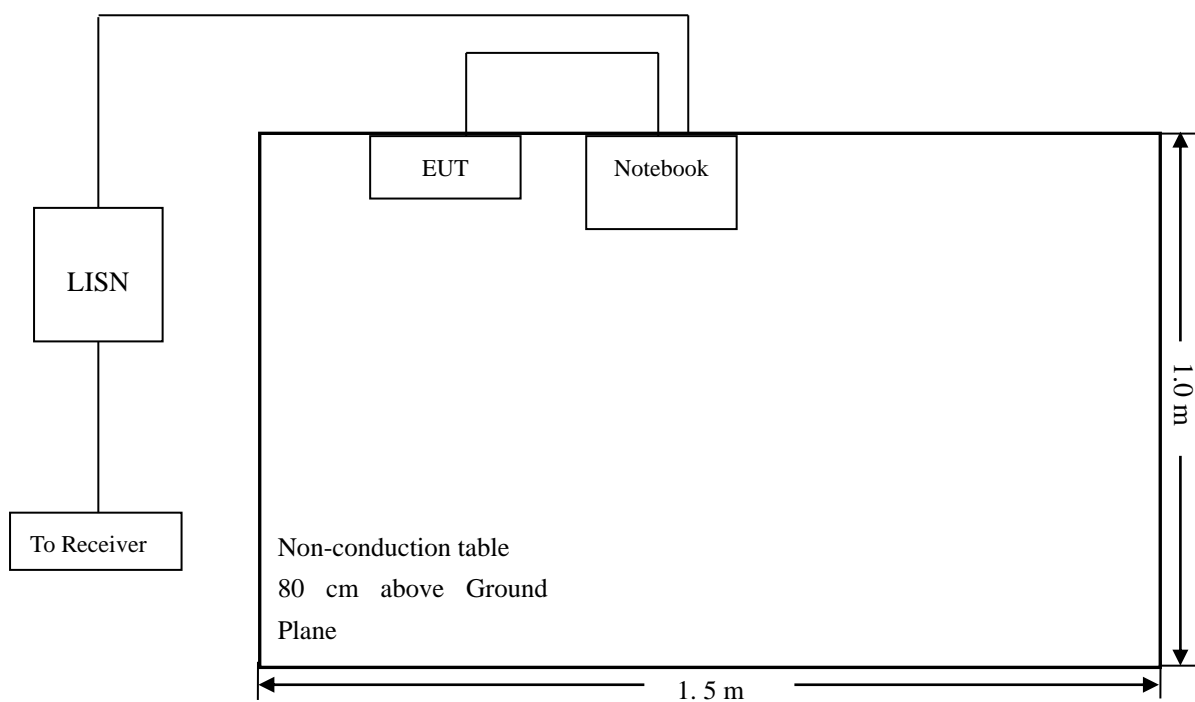 EUT
Notebook
LISN
1.0 m
To Receiver
Non-conduction table
80 cm above Ground
Plane
1. 5 m